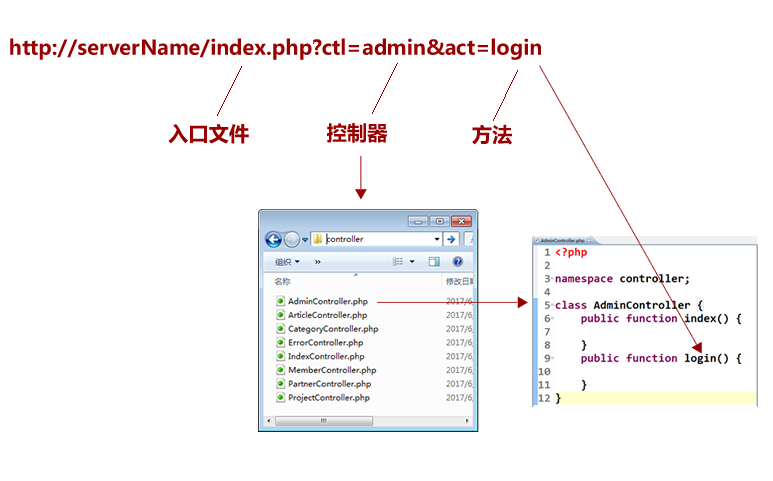 http://serverName/index.php?ctl=admin&act=login
入口文件
控制器
方法
controller
组织
»
名称
修改日期
AdminController.php
2017/6,
ArticleController.php
2017/6,
CategoryController.php
2017/6,
ErrorController.php
2017/6,
IndexController.php
2017/6,
MemberController.php
2017/6,
PartnerController.php
2017/6,
ProjectController.php
2017/6,
AdminController.php
1 <?php
2
3 namespace controller;
4
5 class AdminController {
6 public function index() {
7
8 }
9 public function login() {
10
11 }
12 }